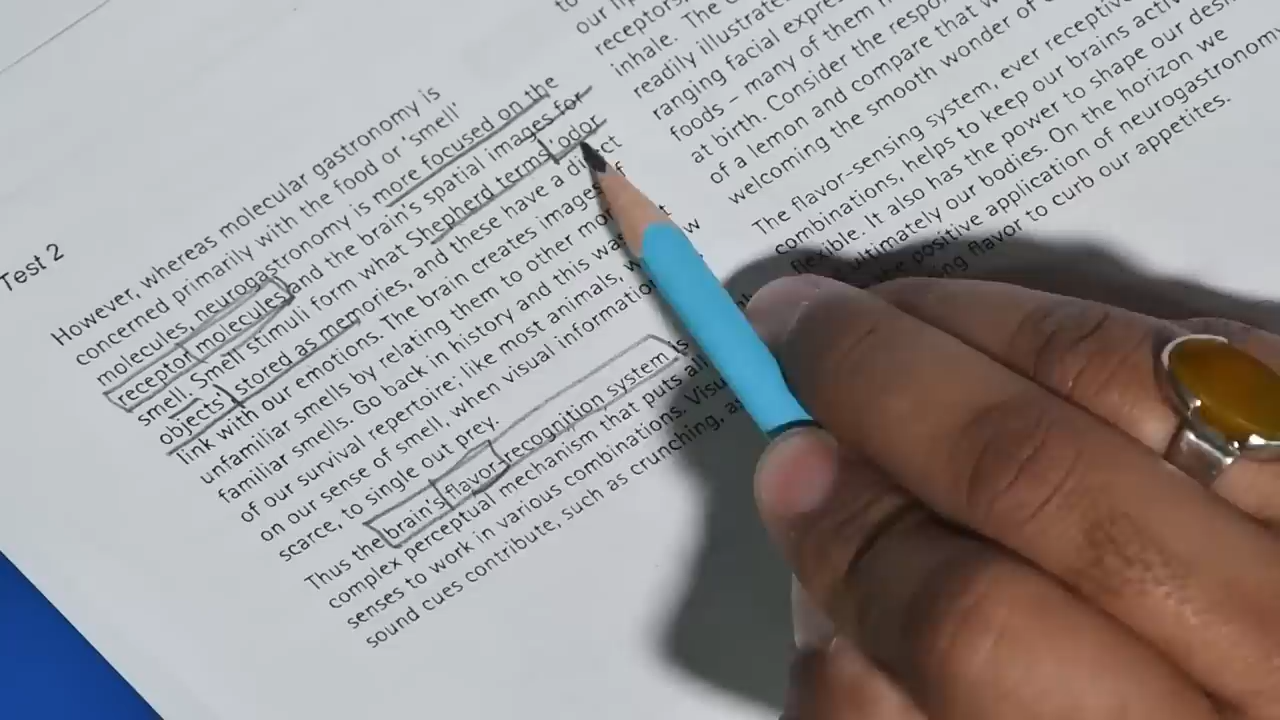 Test 2
However, whereas molecular gastronomy is
concerned primarily with the food or 'smell'
molecules, neurogastronomy is more focused on the
receptor molecules and the brain's spatial images for
smell. Smell stimuli form what Shepherd terms 'odor
objects', stored as memories, and these have a direct
link with our emotions. The brain creates images of
unfamiliar smells by relating them to other more
familiar smells. Go back in history and this was
of our survival repertoire; like most animals, w
on our sense of smell, when visual information
scarce, to single out prey.
Thus the brain's flavor-recognition system is
complex perceptual mechanism that puts all
senses to work in various combinations. Visu
sound cues contribute, such as crunching, as
to
our lip
receptors,
inhale. The
readily illustrate
ranging facial expre
foods – many of them
at birth. Consider the respo
of a lemon and compare that w
welcoming the smooth wonder of
The flavor-sensing system, ever receptiv
combinations, helps to keep our brains activ
flexible. It also has the power to shape our desi
ultimately our bodies. On the horizon we
the positive application of neurogastronomy
ing flavor to curb our appetites.